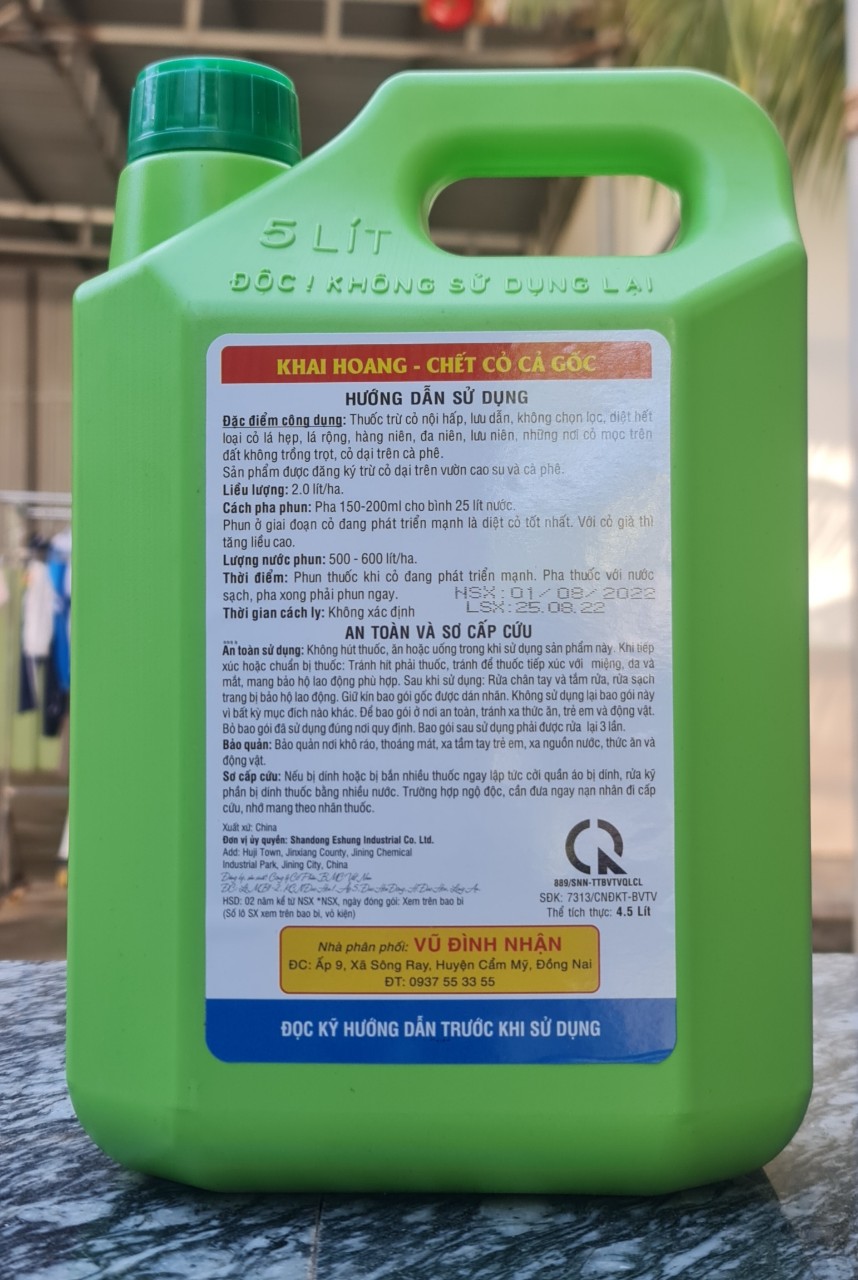 5 LÍT
ĐỘC! KHÔNG SỬ DỤNG LẠI
KHAI HOANG - CHẾT CỎ CẢ GỐC
HƯỚNG DẪN SỬ DỤNG
Đặc điểm công dụng: Thuốc trừ cỏ nội hấp, lưu dẫn, không chọn lọc, diệt hết
loại cỏ lá hẹp, lá rộng, hàng niên, đa niên, lưu niên, những nơi cỏ mọc trên
đất không trồng trọt, cỏ dại trên cà phê.
Sản phẩm được đăng ký trừ cỏ dại trên vườn cao su và cà phê.
Liều lượng: 2.0 lít/ha.
Cách pha phun: Pha 150-200ml cho bình 25 lít nước.
Phun ở giai đoạn cỏ đang phát triển mạnh là diệt cỏ tốt nhất. Với cỏ già thì
tăng liều cao.
Lượng nước phun: 500 - 600 lít/ha.
Thời điểm: Phun thuốc khi cỏ đang phát triển mạnh. Pha thuốc với nước
sạch, pha xong phải phun ngay. NSX:01/08/2022
Thời gian cách ly: Không xác định LSX:25.08.22
AN TOÀN VÀ SƠ CẤP CỨU
An toàn sử dụng: Không hút thuốc, ăn hoặc uống trong khi sử dụng sản phẩm này. Khi tiếp
xúc hoặc chuẩn bị thuốc: Tránh hít phải thuốc, tránh để thuốc tiếp xúc với miệng, da và
mắt, mang bảo hộ lao động phù hợp. Sau khi sử dụng: Rửa chân tay và tắm rửa, rửa sạch
trang bị bảo hộ lao động. Giữ kín bao gói gốc được dán nhãn. Không sử dụng lại bao gói này
vì bất kỳ mục đích nào khác. Để bao gói ở nơi an toàn, tránh xa thức ăn, trẻ em và động vật.
Bỏ bao gói đã sử dụng đúng nơi quy định. Bao gói sau sử dụng phải được rửa lại 3 lần.
Bảo quản: Bảo quản nơi khô ráo, thoáng mát, xa tầm tay trẻ em, xa nguồn nước, thức ăn và
động vật.
Sơ cấp cứu: Nếu bị dính hoặc bị bắn nhiều thuốc ngay lập tức cởi quần áo bị dính, rửa kỹ
phần bị dính thuốc bằng nhiều nước. Trường hợp ngộ độc, cần đưa ngay nạn nhân đi cấp
cứu, nhớ mang theo nhãn thuốc.
Xuất xứ: China
Đơn vị ủy quyền: Shandong Eshung Industrial Co. Ltd.
Add: Huji Town, Jinxiang County, Jining Chemical
Industrial Park, Jining City, China
HSD: 02 năm kể từ NSX *NSX, ngày đóng gói: Xem trên bao bì
(Số lô SX xem trên bao bì, vỏ kiện)
889/SNN-TTBVTVQLCL
SĐK: 7313/CNĐKT-BVTV
Thể tích thực: 4.5 Lít
Nhà phân phối: VŨ ĐÌNH NHẬN
ĐC: Ấp 9, Xã Sông Ray, Huyện Cẩm Mỹ, Đồng Nai
ĐT: 0937 55 33 55
ĐỌC KỸ HƯỚNG DẪN TRƯỚC KHI SỬ DỤNG